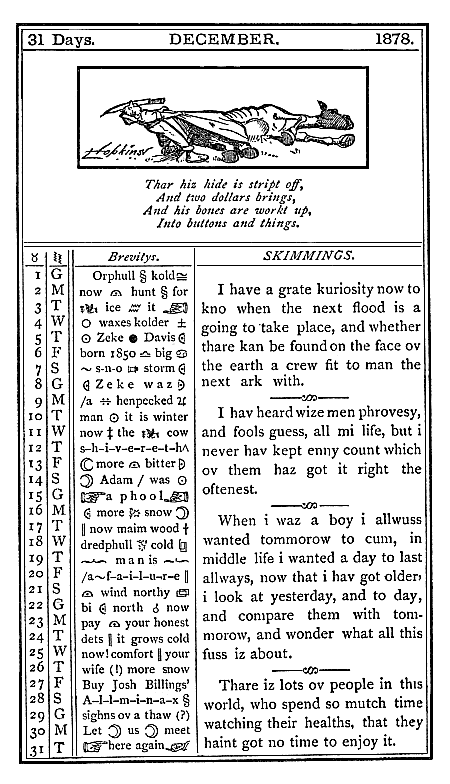 31 Days. DECEMBER. 1878.
Hopkins
Thar hiz hide is stript off,
And two dollars brings,
And his bones are workt up,
Into buttons and things.
♉ ♃ Brevitys.
1 G Orphull § kold
2 M now hunt § for
3 T ice it
4 W waxes kolder ±
5 T ⊙ Zeke Davis
6 F born 1850 big
7 S s-n-o storm
8 G Zeke waz
9 M /a ÷ henpecked
10 T man ⊙ it is winter
11 W now ‡ the cow
12 T s-h-i-v-e-r-e-t-h
13 F more bitter
14 S Adam / was ⊙
15 G a phool
16 M more snow
17 T ‖ now maim wood †
18 W dredphull cold
19 T man is
20 F /a~f-a-i-l-u-r-e ‖
21 S wind northy
22 G bi north now
23 M pay your honest
24 T dets ‖ it grows cold
25 W now! comfort ‖ your
26 T wife (!) more snow
27 F Buy Josh Billings'
28 S A-l-l-m-i-n-a-x §
29 G sighns ov a thaw (?)
30 M Let us meet
31 T here again
SKIMMINGS.
I have a grate kuriosity now to
kno when the next flood is a
going to take place, and whether
thare kan be found on the face ov
the earth a crew fit to man the
next ark with.
I hav heard wize men phrovesy,
and fools guess, all mi life, but i
never hav kept enny count which
ov them haz got it right the
oftenest.
When i waz a boy i allwuss
wanted tommorow to cum, in
middle life i wanted a day to last
allways, now that i hav got older,
i look at yesterday, and to day,
and compare them with tom-
morow, and wonder what all this
fuss iz about.
Thare iz lots ov people in this
world, who spend so mutch time
watching their healths, that they
haint got no time to enjoy it.